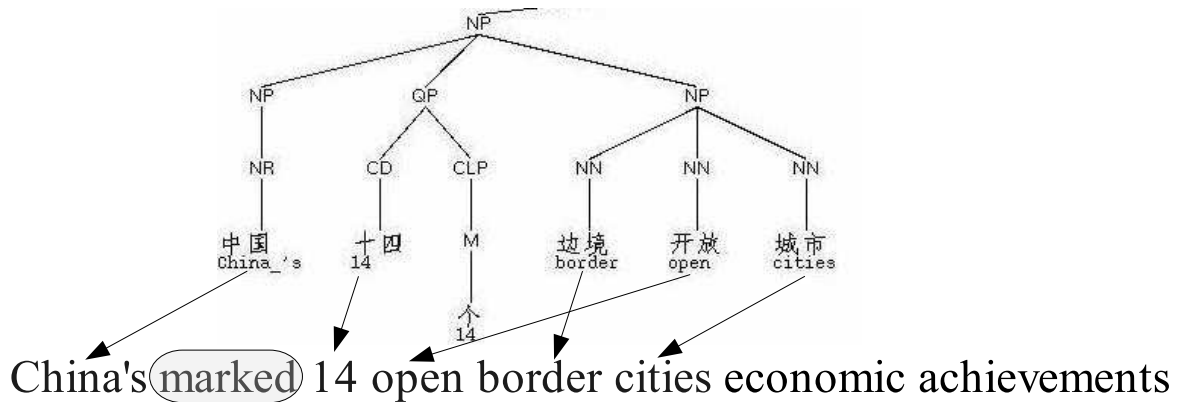 NP
NP QP NP
NR CD CLP NN NN NN
中国 十四 M 边境 开放 城市
China_'s 14 border open cities
个
14
China's marked 14 open border cities economic achievements